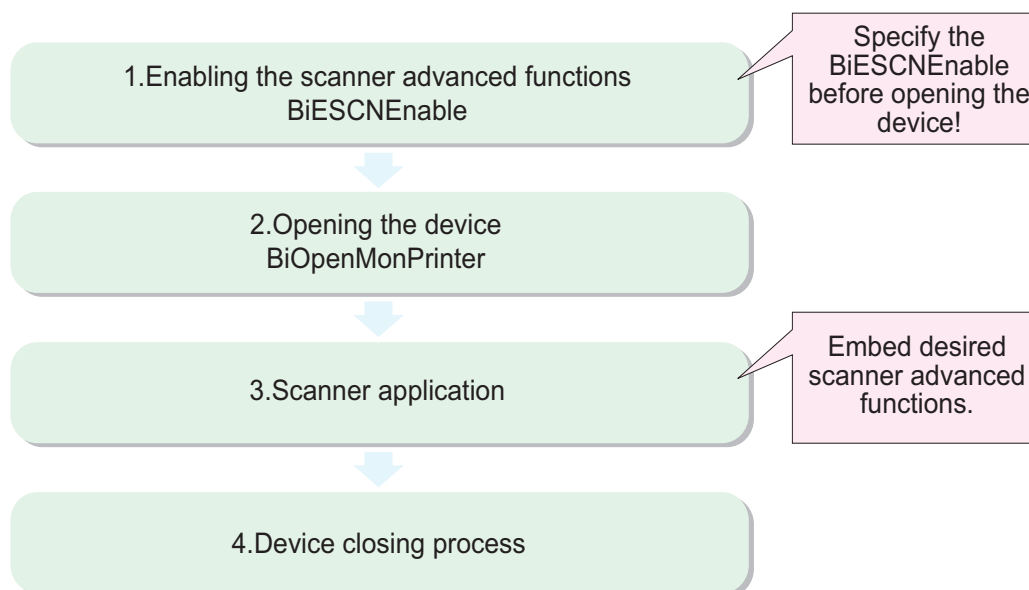 1.Enabling the scanner advanced functions
BiESCNEnable
Specify the
BiESCNEnable
before opening the
device!
2.Opening the device
BiOpenMonPrinter
3.Scanner application
Embed desired
scanner advanced
functions.
4.Device closing process